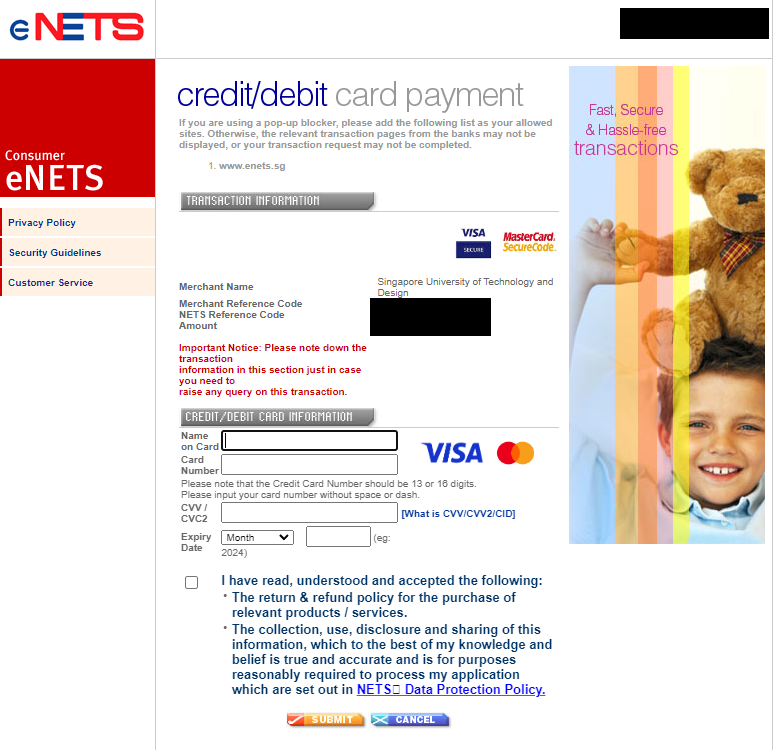 eNETS
Consumer
eNETS
Privacy Policy
Security Guidelines
Customer Service
credit/debit card payment
If you are using a pop-up blocker, please add the following list as your allowed
sites. Otherwise, the relevant transaction pages from the banks may not be
displayed, or your transaction request may not be completed.
1. www.enets.sg
TRANSACTION INFORMATION
VISA
SECURE
MasterCard.
SecureCode.
Merchant Name
Singapore University of Technology and
Design
Merchant Reference Code
NETS Reference Code
Amount
Important Notice: Please note down the
transaction
information in this section just in case
you need to
raise any query on this transaction.
CREDIT/DEBIT CARD INFORMATION
Name
on Card
VISA
Card
Number
Please note that the Credit Card Number should be 13 or 16 digits.
Please input your card number without space or dash.
CVV /
CVC2
[What is CVV/CVV2/CID]
Expiry
Date
Month
(eg:
2024)
I have read, understood and accepted the following:
· The return & refund policy for the purchase of
relevant products / services.
· The collection, use, disclosure and sharing of this
information, which to the best of my knowledge and
belief is true and accurate and is for purposes
reasonably required to process my application
which are set out in NETS▯ Data Protection Policy.
SUBMIT
CANCEL
Fast, Secure
& Hassle-free
transactions